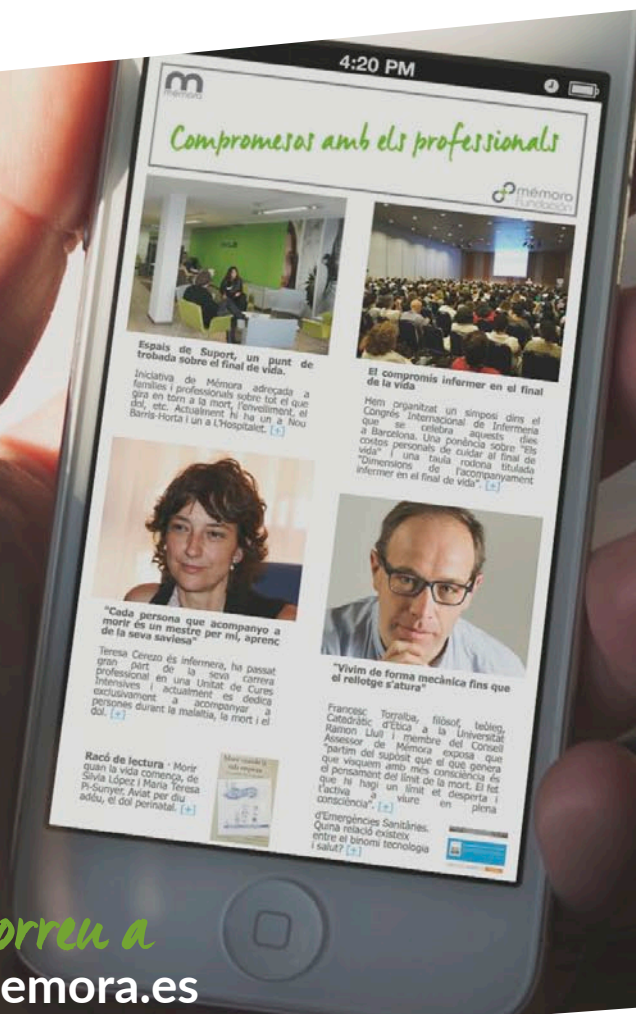 4:20 PM
mémora
Compromesos amb els professionals
mémora
Fundación
Espais de Suport, un punt de
trobada sobre el final de vida.
Iniciativa de Mémora adreçada a
famílies i professionals sobre tot el que
gira en torn a la mort, l'envelliment, el
dol, etc. Actualment hi ha un a Nou
Barris-Horta i un a L'Hospitalet. [+]
El compromís infermer en el final
de la vida
Hem organitzat un simposi dins el
Congrés Internacional de Infermeria
que se celebra aquests dies
a Barcelona. Una ponència sobre "Els
costos personals de cuidar al final de
vida" i una taula rodona titulada
"Dimensions de l'acompanyament
infermer en el final de vida". [+]
"Cada persona que acompanyo a
morir és un mestre per mi, aprenc
de la seva saviesa"
Teresa Cerezo és infermera, ha passat
gran part de la seva carrera
professional en una Unitat de Cures
Intensives i actualment es dedica
exclusivament a acompanyar a
persones durant la malaltia, la mort i el
dol. [+]
"Vivim de forma mecànica fins que
el rellotge s'atura"
Francesc Torralba, filòsof, teòleg,
Catedràtic d'Ètica a la Universitat
Ramon Llull i membre del Consell
Assessor de Mémora exposa que
"partim del supòsit que el què genera
que visquem amb més consciència és
el pensament del límit de la mort. El fet
que hi hagi un límit et desperta i
t'activa a viure en plena
consciència". [+]
Racó de lectura · Morir
quan la vida comença, de
Silvia López i Maria Teresa
Pi-Sunyer. Aviat per diu
adéu, el dol perinatal. [+]
d'Emergències Sanitàries.
Quina relació existeix
entre el binomi tecnologia
i salut? [+]
orreu a
emora.es